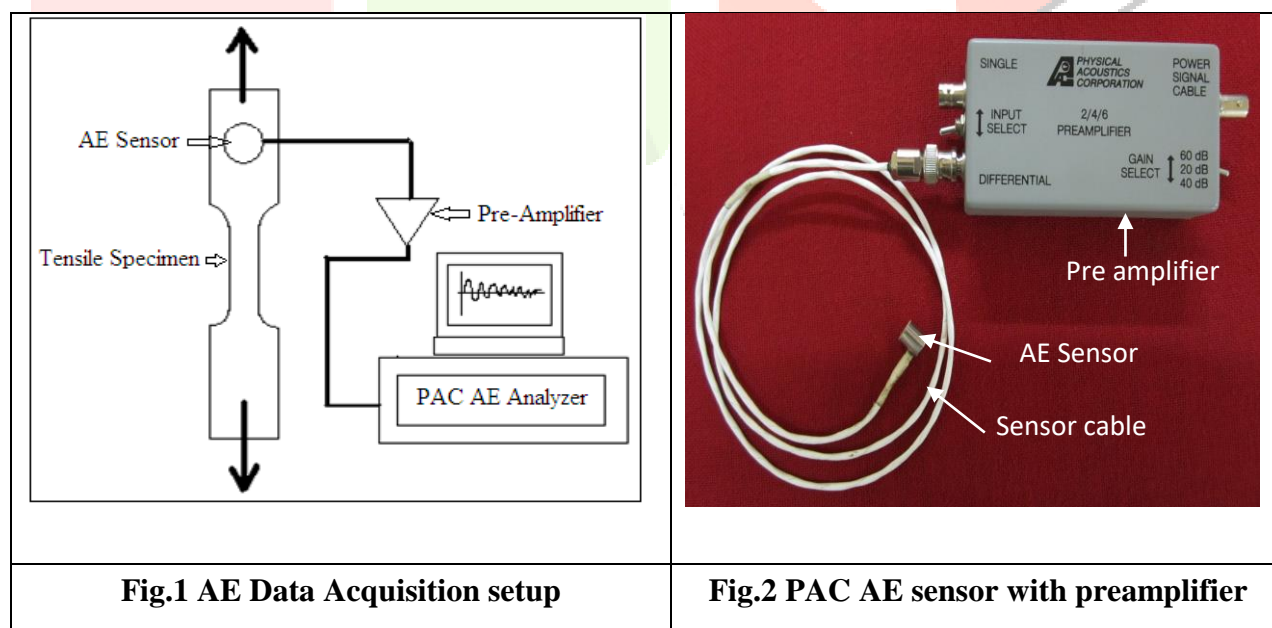 AE Sensor
Pre-Amplifier
Tensile Specimen
PAC AE Analyzer
Fig.1 AE Data Acquisition setup
SINGLE
PHYSICAL
ACOUSTICS
CORPORATION
POWER
SIGNAL
CABLE
INPUT
SELECT
2/4/6
PREAMPLIFIER
GAIN
SELECT
60 dB
20 dB
40 dB
DIFFERENTIAL
Pre amplifier
AE Sensor
Sensor cable
Fig.2 PAC AE sensor with preamplifier